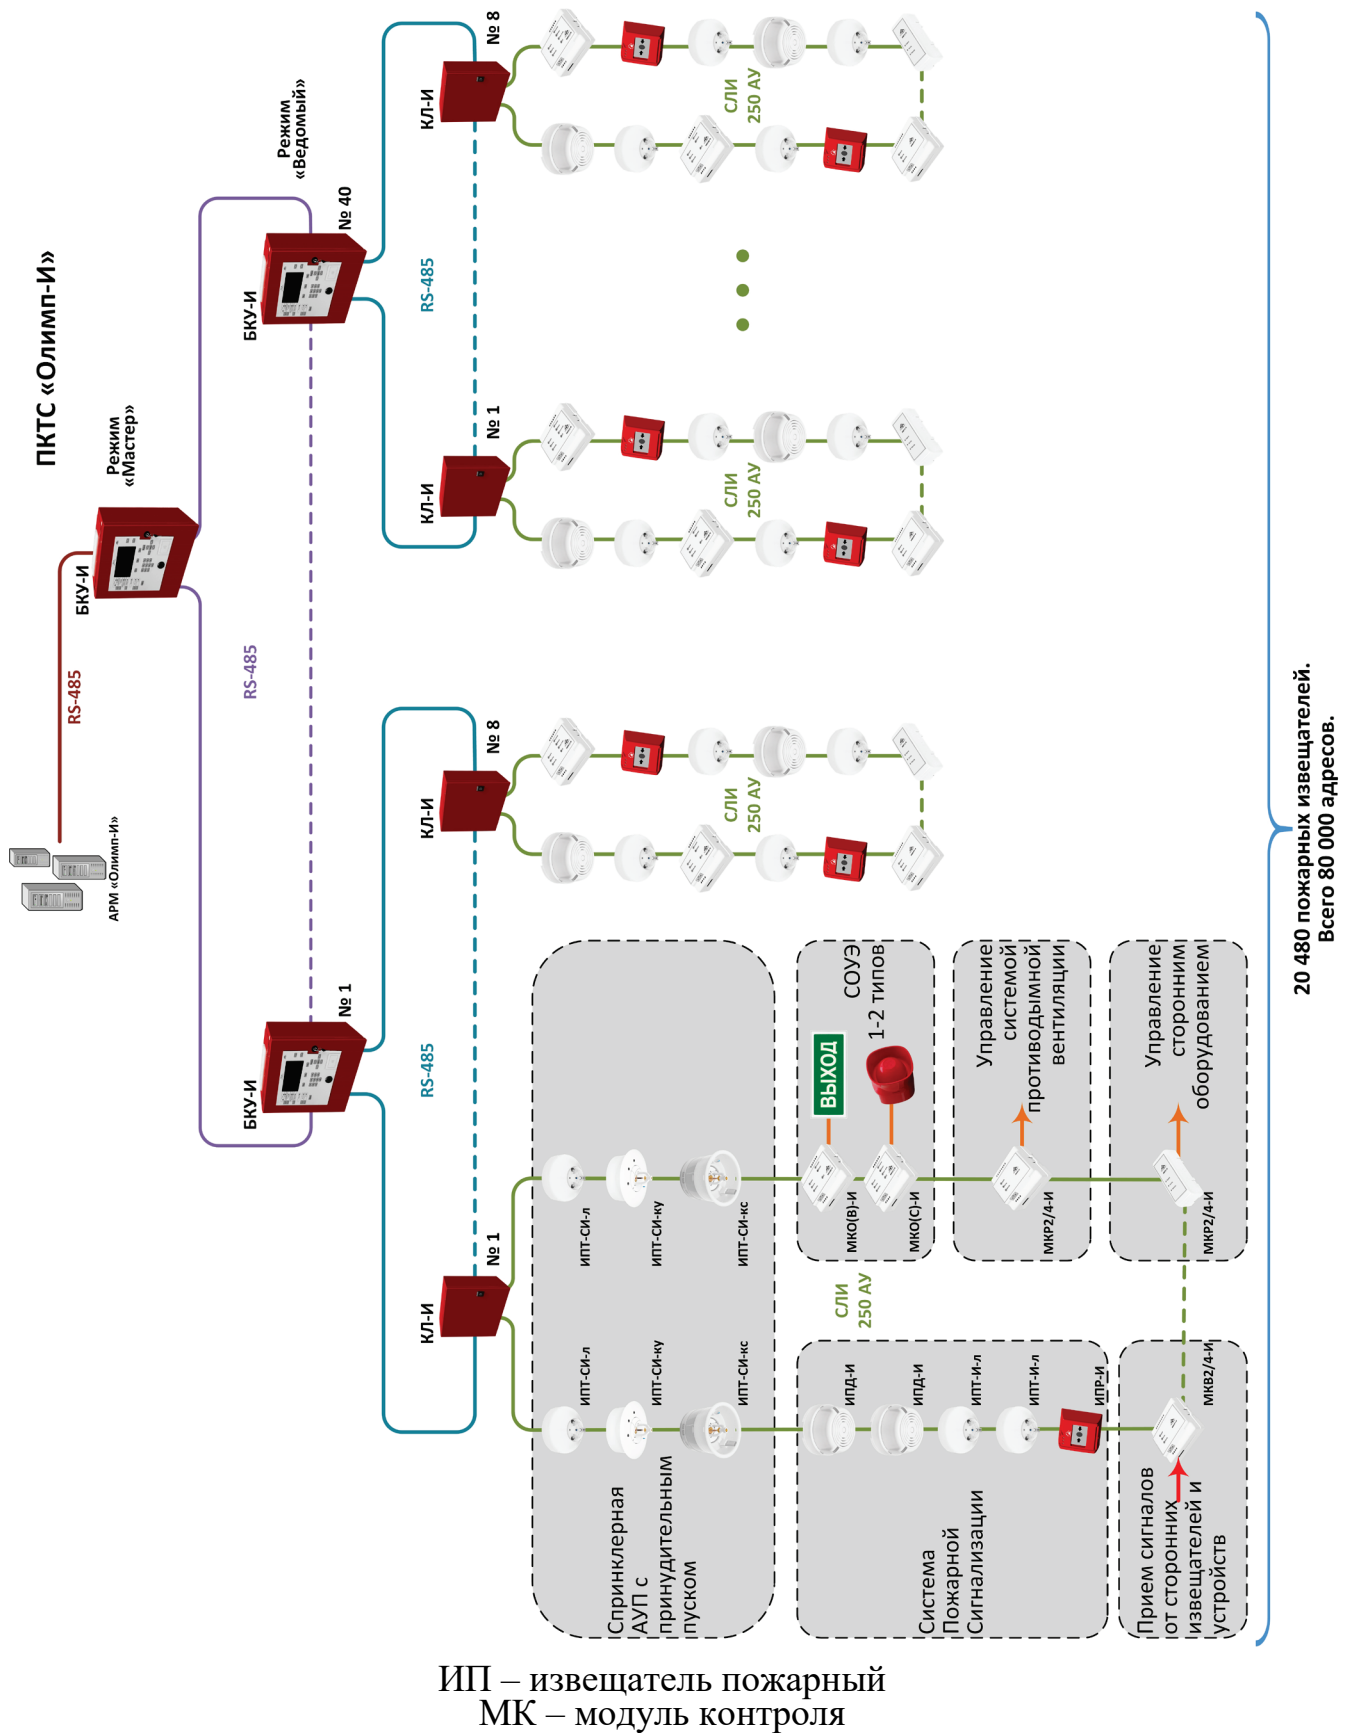 ПКТС «Олимп-И»
АРМ «Олимп-И»
RS-485
БКУ-И
Режим
«Мастер»
RS-485
БКУ-И
№ 1
БКУ-И
№ 40
Режим
«Ведомый»
RS-485
RS-485
КЛ-И
№ 1
КЛ-И
№ 8
КЛ-И
№ 1
КЛ-И
№ 8
Спринклерная
АУП с
принудительным
пуском
ИПТ-СИ-л
ИПТ-СИ-ку
ИПТ-СИ-кс
ИПТ-СИ-л
ИПТ-СИ-ку
ИПТ-СИ-кс
Система
Пожарной
Сигнализации
ИПД-И
ИПД-И
ИПТ-И-л
ИПТ-И-л
ИПР-И
СЛИ
250 АУ
МКО(В)-И
МКО(С)-И
ВЫХОД
СОУЭ
1-2 типов
МКР2/4-И
Управление
системой
противодымной
вентиляции
Прием сигналов
от сторонних
извещателей и
устройств
МКВ2/4-И
МКР2/4-И
Управление
сторонним
оборудованием
СЛИ
250 АУ
СЛИ
250 АУ
СЛИ
250 АУ
20 480 пожарных извещателей.
Всего 80 000 адресов.
ИП – извещатель пожарный
МК – модуль контроля